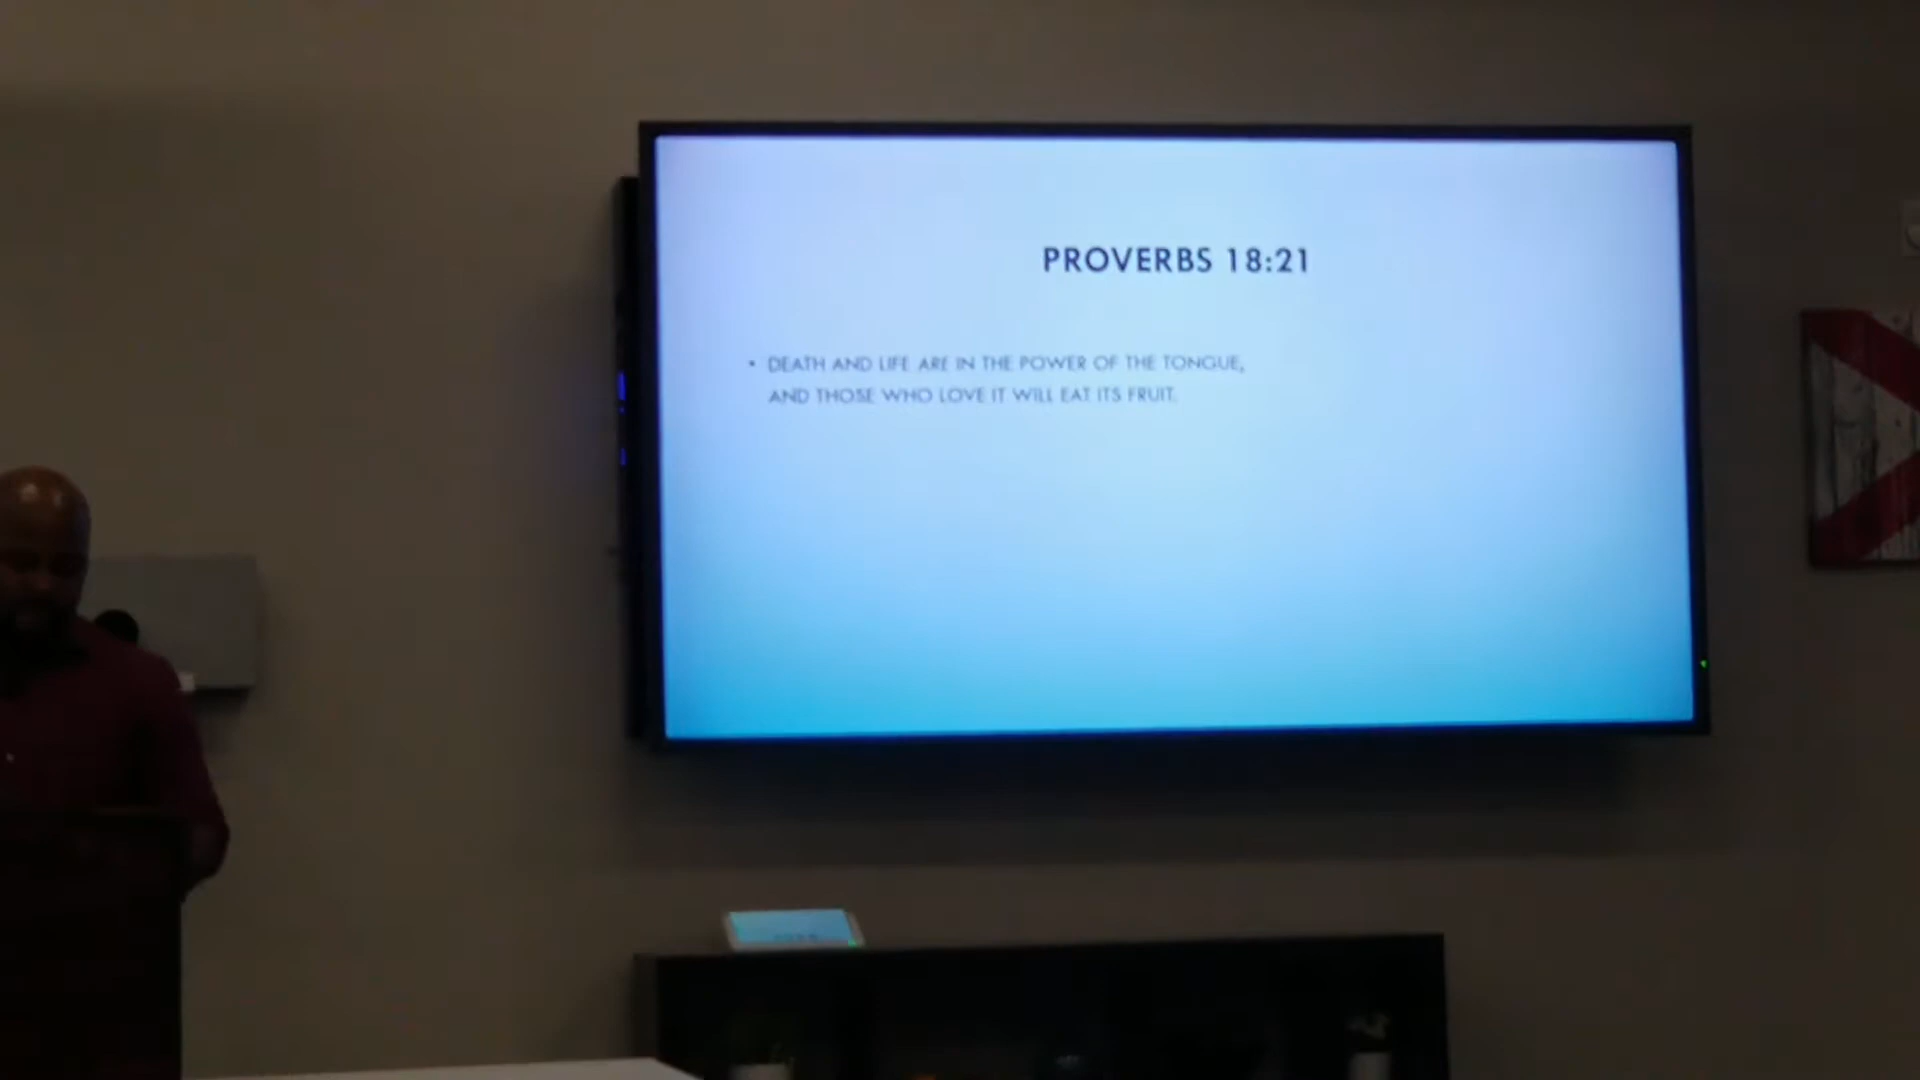 PROVERBS 18:21
• DEATH AND LIFE ARE IN THE POWER OF THE TONGUE,
AND THOSE WHO LOVE IT WILL EAT ITS FRUIT.